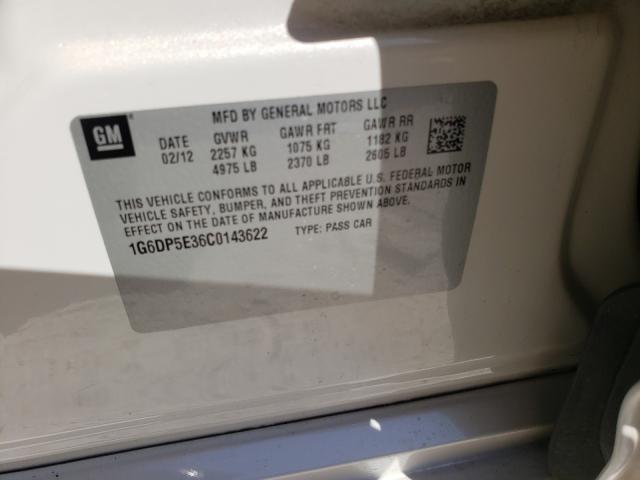 MFD BY GENERAL MOTORS LLC
GM
DATE GVWR GAWR FRT GAWR RR
02/12 2257 KG 1075 KG 1182 KG
4975 LB 2370 LB 2605 LB
THIS VEHICLE CONFORMS TO ALL APPLICABLE U.S. FEDERAL MOTOR
VEHICLE SAFETY, BUMPER, AND THEFT PREVENTION STANDARDS IN
EFFECT ON THE DATE OF MANUFACTURE SHOWN ABOVE.
1G6DP5E36C0143622 TYPE: PASS CAR